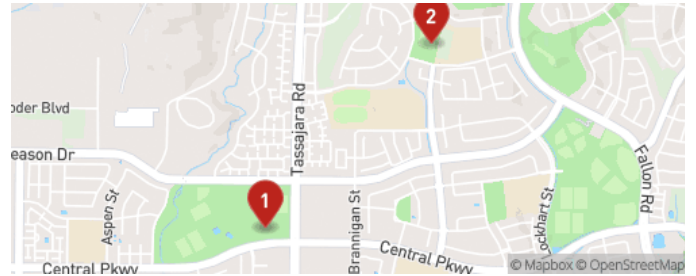 2
oder Blvd
Tassajara Rd
eason Dr
Fallon Rd
1
Aspen St
Brannigan St
ockhart St
Central Pkwy
Central Pkwy
© Mapbox © OpenStreetMap